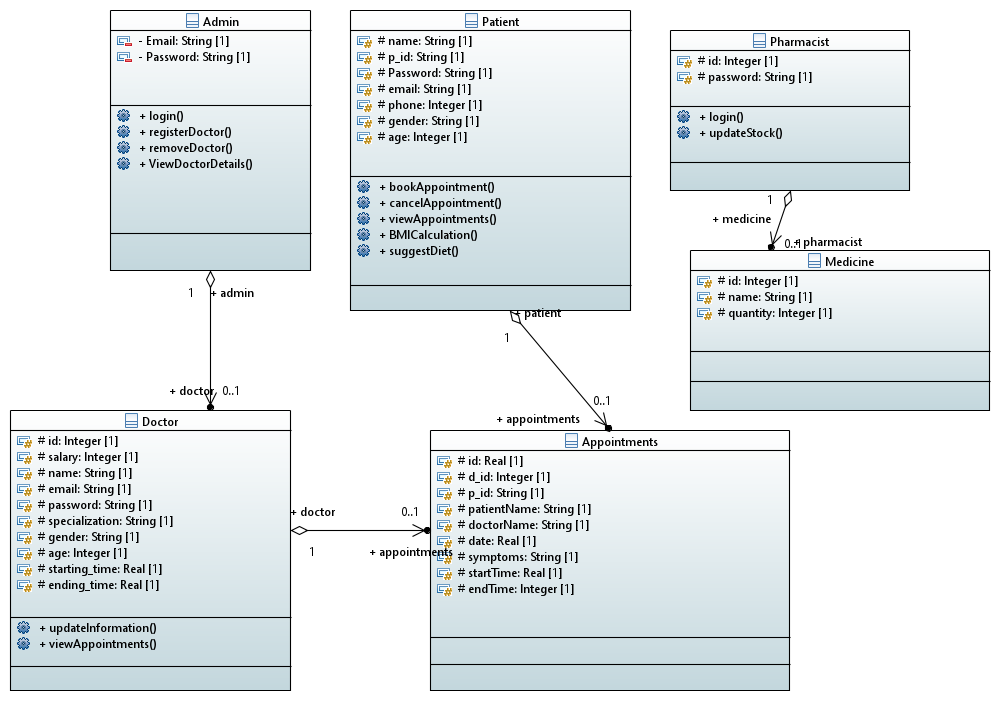 Admin
- Email: String [1]
- Password: String [1]
+ login()
+ registerDoctor()
+ removeDoctor()
+ ViewDoctorDetails()
Patient
# name: String [1]
# p_id: String [1]
# Password: String [1]
# email: String [1]
# phone: Integer [1]
# gender: String [1]
# age: Integer [1]
+ bookAppointment()
+ cancelAppointment()
+ viewAppointments()
+ BMICalculation()
+ suggestDiet()
Pharmacist
# id: Integer [1]
# password: String [1]
+ login()
+ updateStock()
1
+ medicine
0..1
+ pharmacist
Medicine
# id: Integer [1]
# name: String [1]
# quantity: Integer [1]
1
+ admin
+ doctor
0..1
+ patient
1
0..1
+ appointments
Doctor
# id: Integer [1]
# salary: Integer [1]
# name: String [1]
# email: String [1]
# password: String [1]
# specialization: String [1]
# gender: String [1]
# age: Integer [1]
# starting_time: Real [1]
# ending_time: Real [1]
+ updateInformation()
+ viewAppointments()
+ doctor
0..1
1
+ appointments
Appointments
# id: Real [1]
# d_id: Integer [1]
# p_id: String [1]
# patientName: String [1]
# doctorName: String [1]
# date: Real [1]
# symptoms: String [1]
# startTime: Real [1]
# endTime: Integer [1]